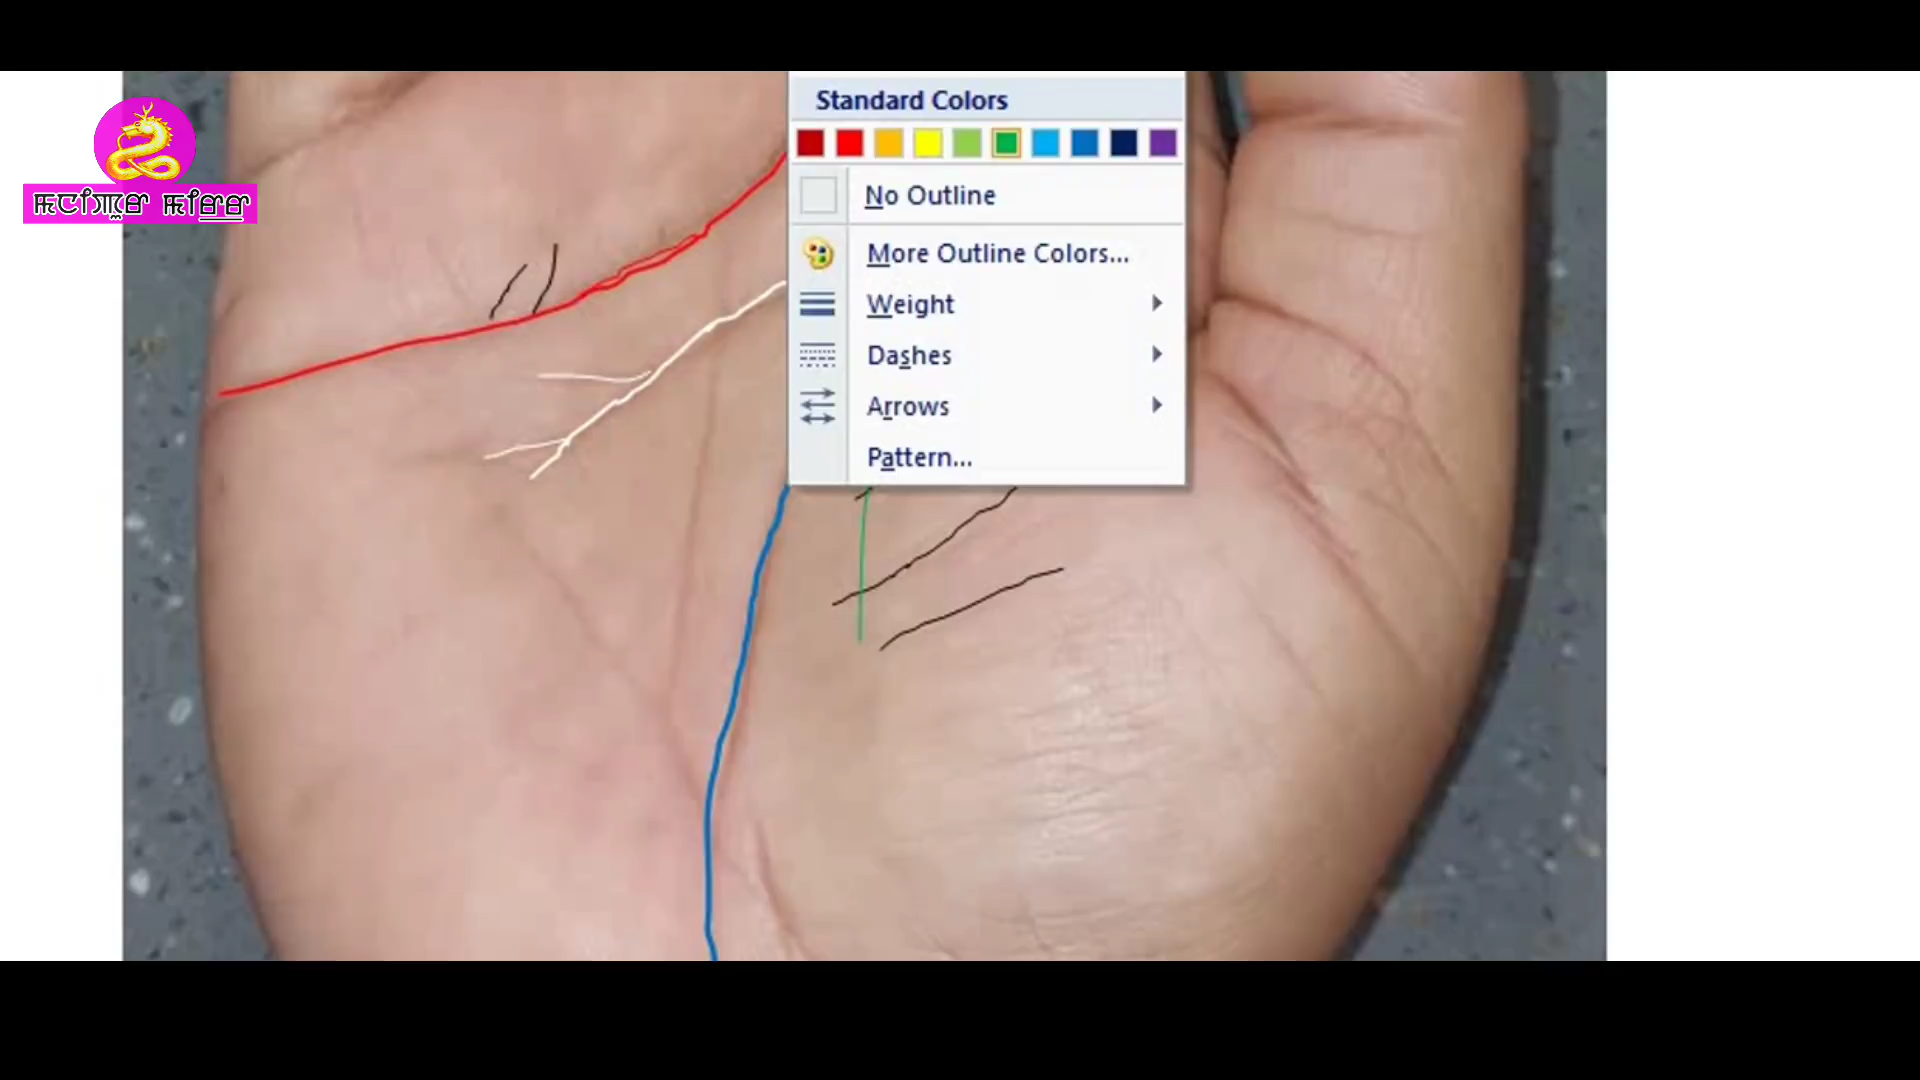 Standard Colors
No Outline
More Outline Colors...
Weight
Dashes
Arrows
Pattern...